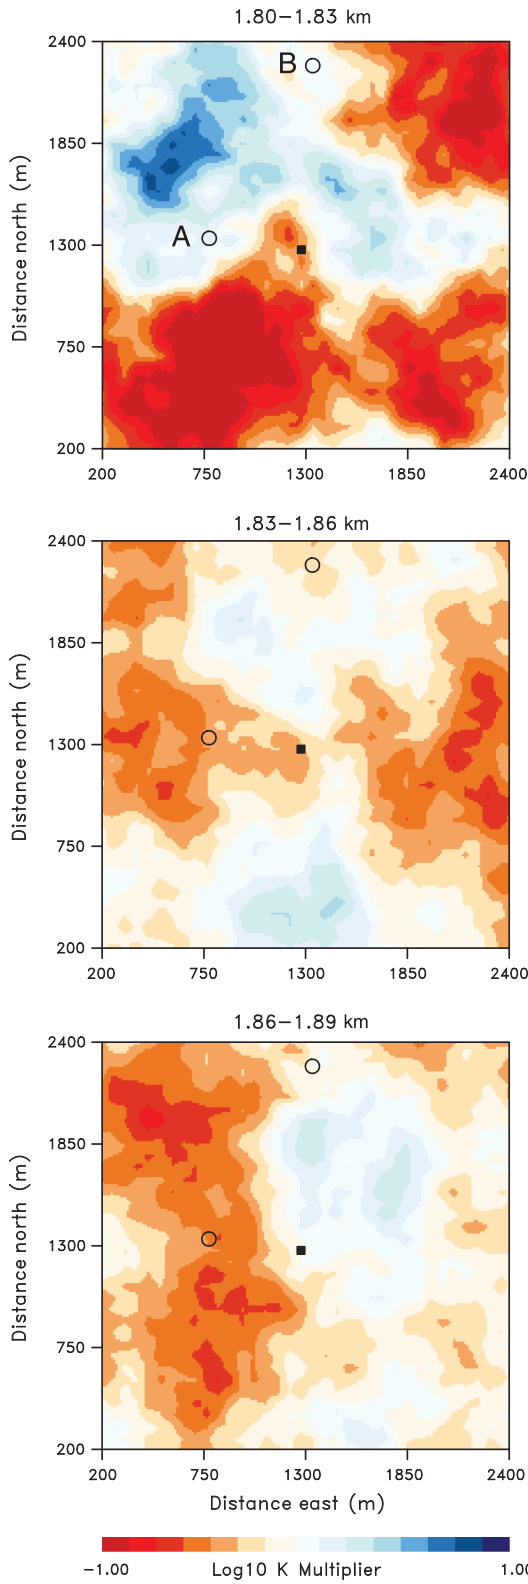 1.80–1.83 km
2400
B
1850
A
1300
750
200
Distance north (m)
200 750 1300 1850 2400
1.83–1.86 km
2400
1850
1300
750
200
Distance north (m)
200 750 1300 1850 2400
1.86–1.89 km
2400
1850
1300
750
200
Distance north (m)
200 750 1300 1850 2400
Distance east (m)
−1.00 Log10 K Multiplier 1.00